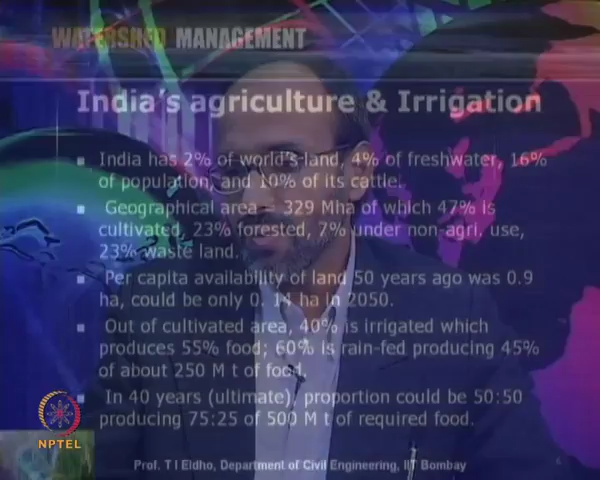 WATERSHED MANAGEMENT
India's agriculture & Irrigation
India has 2% of world's land, 4% of freshwater, 16%
of population, and 10% of its cattle.
Geographical area = 329 Mha of which 47% is
cultivated, 23% forested, 7% under non-agri. use,
23% waste land.
Per capita availability of land 50 years ago was 0.9
ha, could be only 0. 14 ha in 2050.
Out of cultivated area, 40% is irrigated which
produces 55% food; 60% is rain-fed producing 45%
of about 250 M t of food.
In 40 years (ultimate), proportion could be 50:50
producing 75:25 of 500 M t of required food.
NPTEL
Prof. T I Eldho, Department of Civil Engineering, IIT Bombay